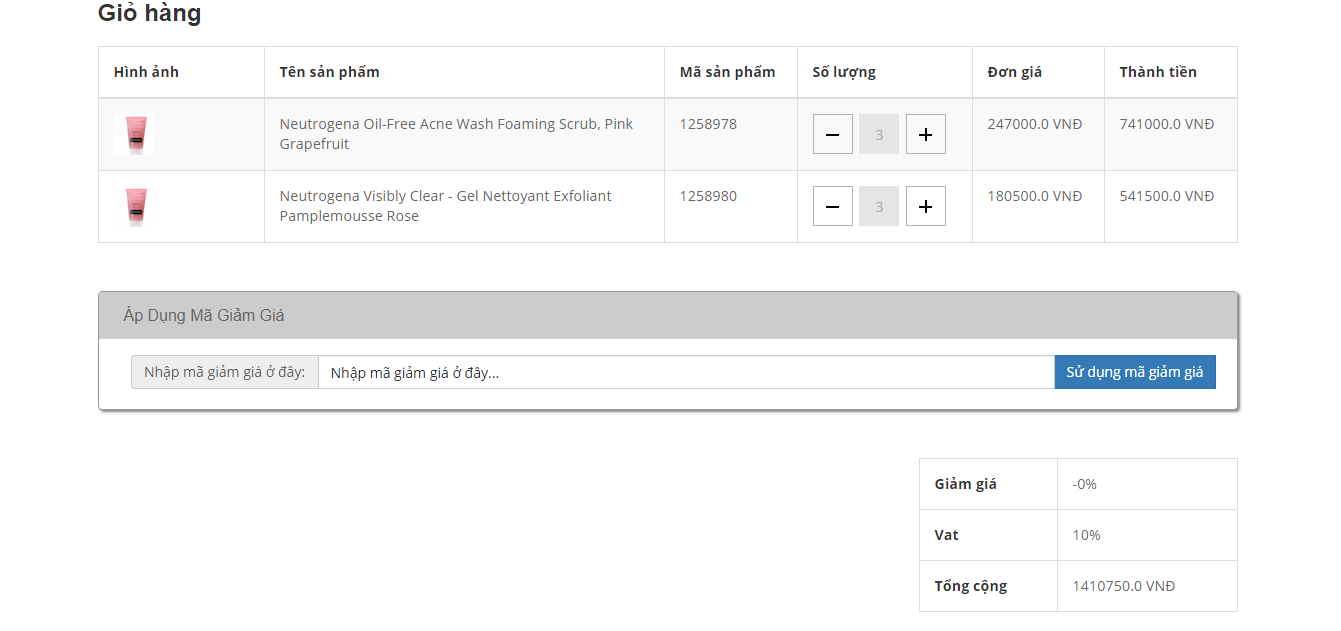 Giỏ hàng
Hình ảnh Tên sản phẩm Mã sản phẩm Số lượng Đơn giá Thành tiền
Neutrogena Oil-Free Acne Wash Foaming Scrub, Pink 1258978 3 247000.0 VNĐ 741000.0 VNĐ
Grapefruit
Neutrogena Visibly Clear - Gel Nettoyant Exfoliant 1258980 3 180500.0 VNĐ 541500.0 VNĐ
Pamplemousse Rose
Áp Dụng Mã Giảm Giá
Nhập mã giảm giá ở đây: Nhập mã giảm giá ở đây... Sử dụng mã giảm giá
Giảm giá -0%
Vat 10%
Tổng cộng 1410750.0 VNĐ